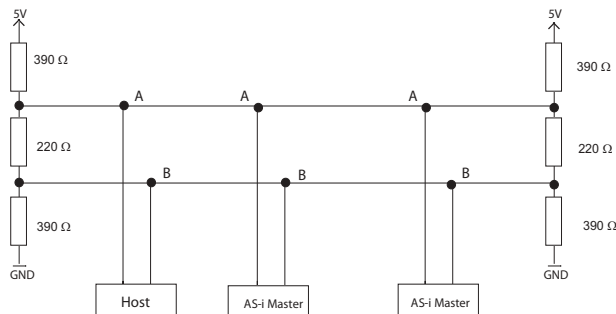 5V
5V
390 Ω
390 Ω
A
A
A
220 Ω
220 Ω
B
B
B
390 Ω
390 Ω
GND
GND
Host
AS-i Master
AS-i Master